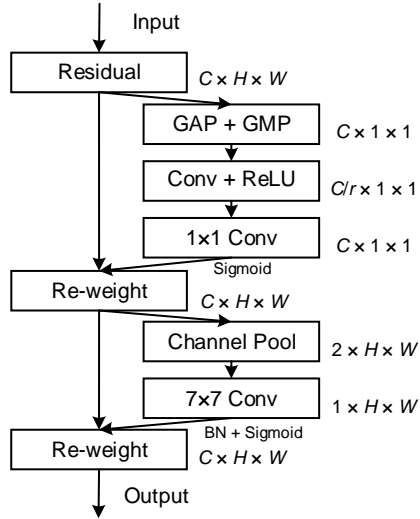 Input
Residual
C × H × W
GAP + GMP
C × 1 × 1
Conv + ReLU
C/r × 1 × 1
1×1 Conv
C × 1 × 1
Sigmoid
Re-weight
C × H × W
Channel Pool
2 × H × W
7×7 Conv
1 × H × W
BN + Sigmoid
Re-weight
C × H × W
Output